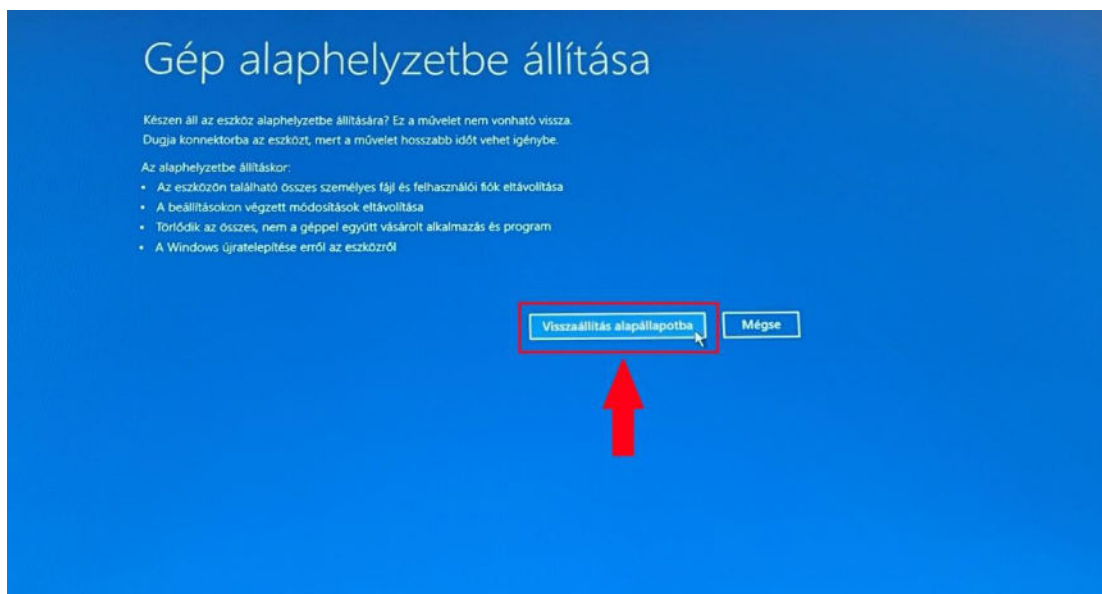 Gép alaphelyzetbe állítása
Készen áll az eszköz alaphelyzetbe állítására? Ez a művelet nem vonható vissza.
Dugja konnektorba az eszközt, mert a művelet hosszabb időt vehet igénybe.
Az alaphelyzetbe állításkor:
• Az eszközön található összes személyes fájl és felhasználói fiók eltávolítása
• A beállításokon végzett módosítások eltávolítása
• Törlődik az összes, nem a géppel együtt vásárolt alkalmazás és program
• A Windows újratelepítése erről az eszközről
Visszaállítás alapállapotba Mégse